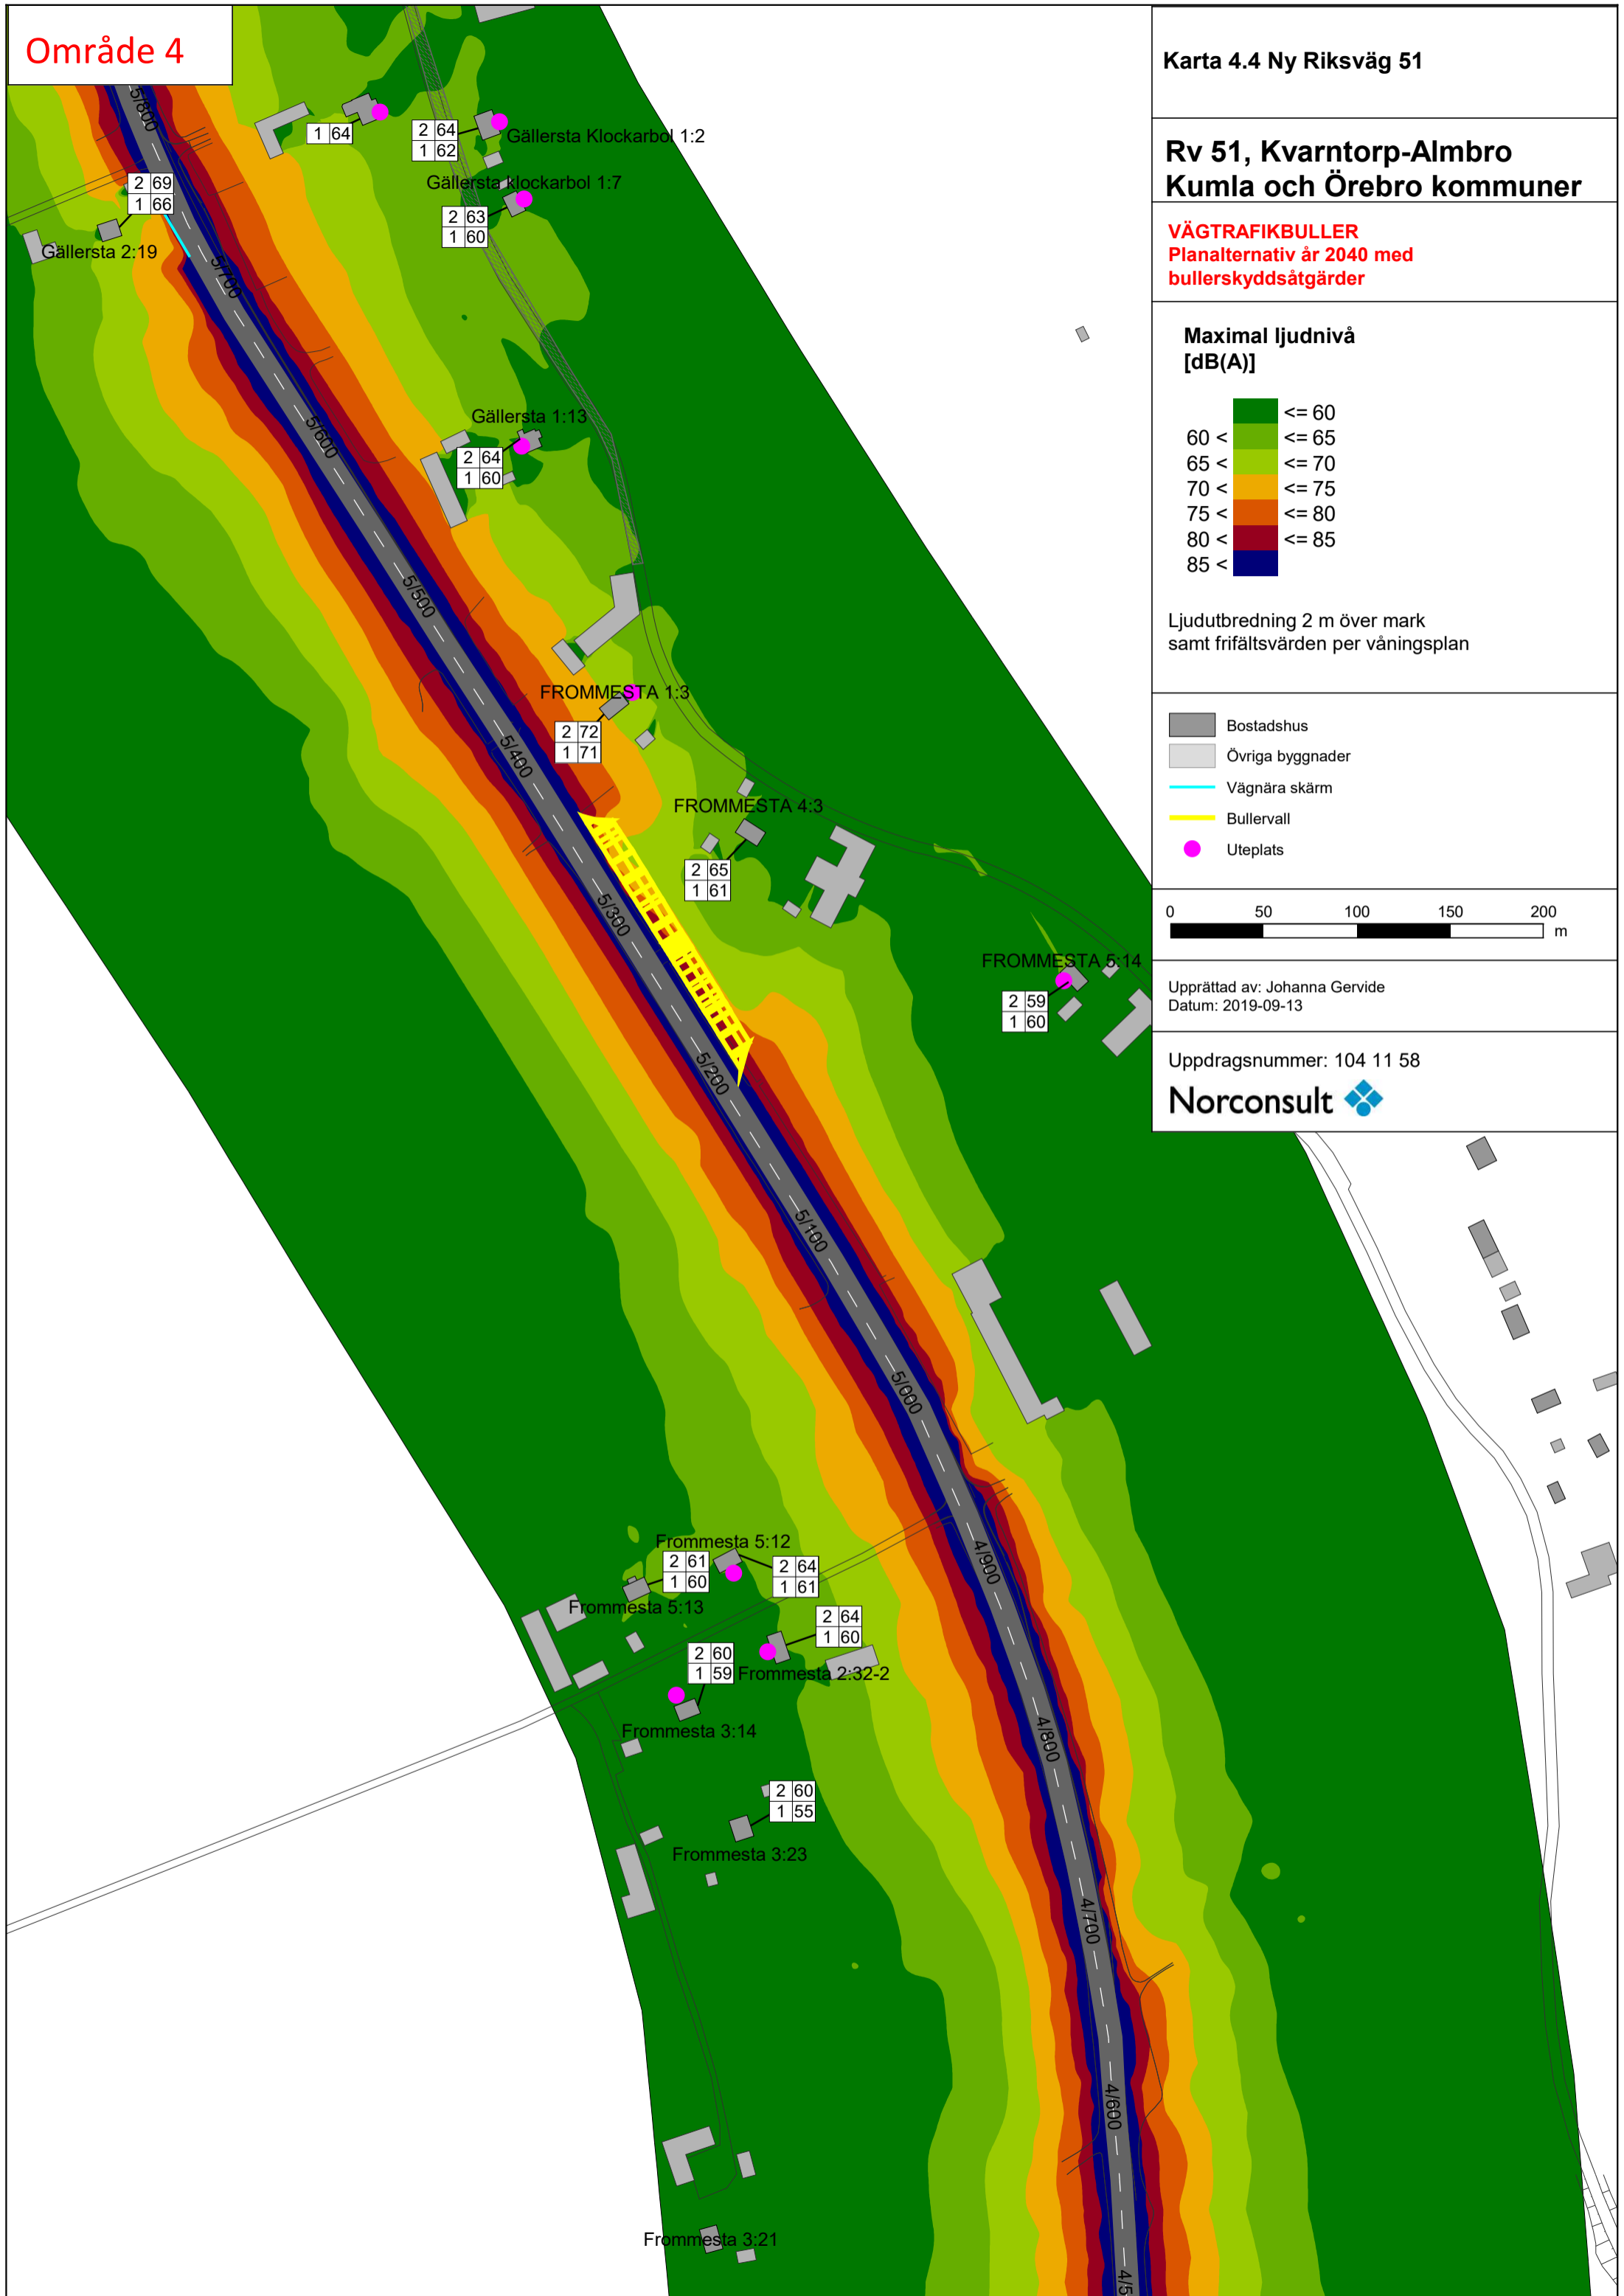 Område 4
Karta 4.4 Ny Riksväg 51
Rv 51, Kvarntorp-Almbro
Kumla och Örebro kommuner
VÄGTRAFIKBULLER
Planalternativ år 2040 med
bullerskyddsåtgärder
Maximal ljudnivå
[dB(A)]
<= 60
60 < <= 65
65 < <= 70
70 < <= 75
75 < <= 80
80 < <= 85
85 <
Ljudutbredning 2 m över mark
samt frifältsvärden per våningsplan
Bostadshus
Övriga byggnader
Vägnära skärm
Bullervall
Uteplats
0 50 100 150 200
m
Upprättad av: Johanna Gervide
Datum: 2019-09-13
Uppdragsnummer: 104 11 58
Norconsult
5/800
1 64
2 64
1 62
Gällersta Klockarbol 1:2
Gällersta klockarbol 1:7
2 63
1 60
2 69
1 66
Gällersta 2:19
5/700
Gällersta 1:13
2 64
1 60
5/600
5/500
FROMMESTA 1:3
2 72
1 71
5/400
FROMMESTA 4:3
2 65
1 61
5/300
FROMMESTA 5:14
2 59
1 60
5/200
5/100
5/000
Frommesta 5:12
2 61
1 60
2 64
1 61
4/900
Frommesta 5:13
2 64
1 60
2 60
1 59
Frommesta 2:32-2
Frommesta 3:14
4/800
2 60
1 55
Frommesta 3:23
4/700
4/600
Frommesta 3:21
4/5